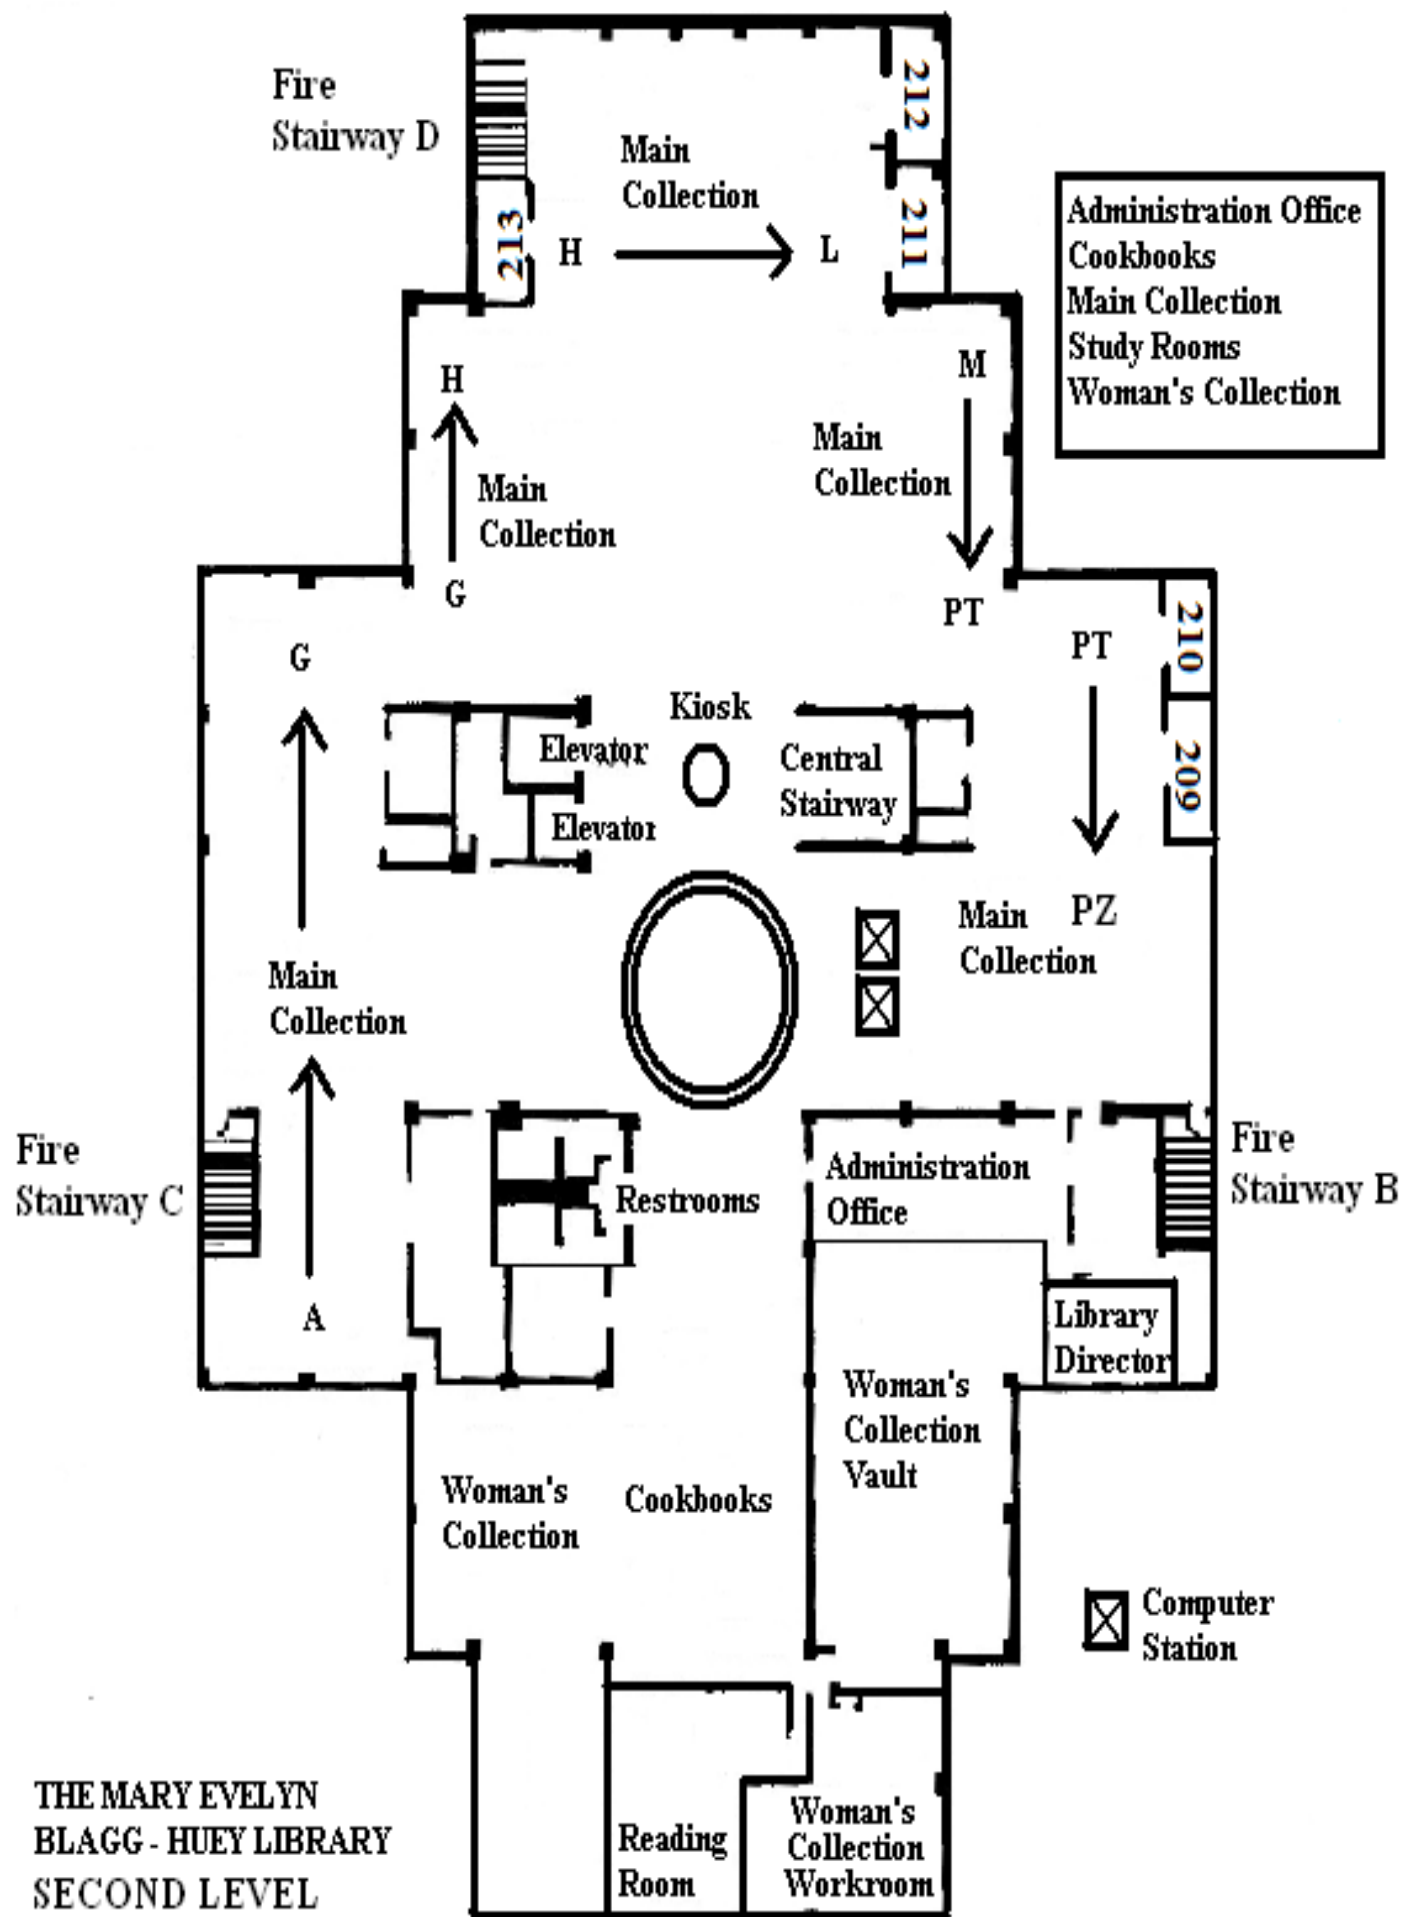 Fire
Stairway D
212
Main
Collection
213
H
L
211
Administration Office
Cookbooks
Main Collection
Study Rooms
Woman's Collection
H
M
Main
Collection
Main
Collection
G
PT
G
PT
210
Kiosk
Elevator
Central
Stairway
209
Elevator
Main
Collection
PZ
Main
Collection
Fire
Stairway C
Restrooms
Administration
Office
Fire
Stairway B
A
Library
Director
Woman's
Collection
Vault
Woman's
Collection
Cookbooks
Computer
Station
THE MARY EVELYN
BLAGG - HUEY LIBRARY
SECOND LEVEL
Reading
Room
Woman's
Collection
Workroom